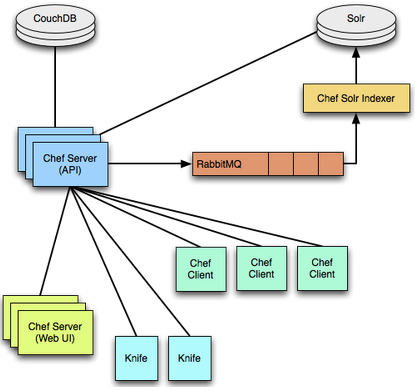 CouchDB
Solr
Chef Solr Indexer
Chef Server
(API)
RabbitMQ
Chef
Client
Chef
Client
Chef
Client
Chef Server
(Web UI)
Knife
Knife